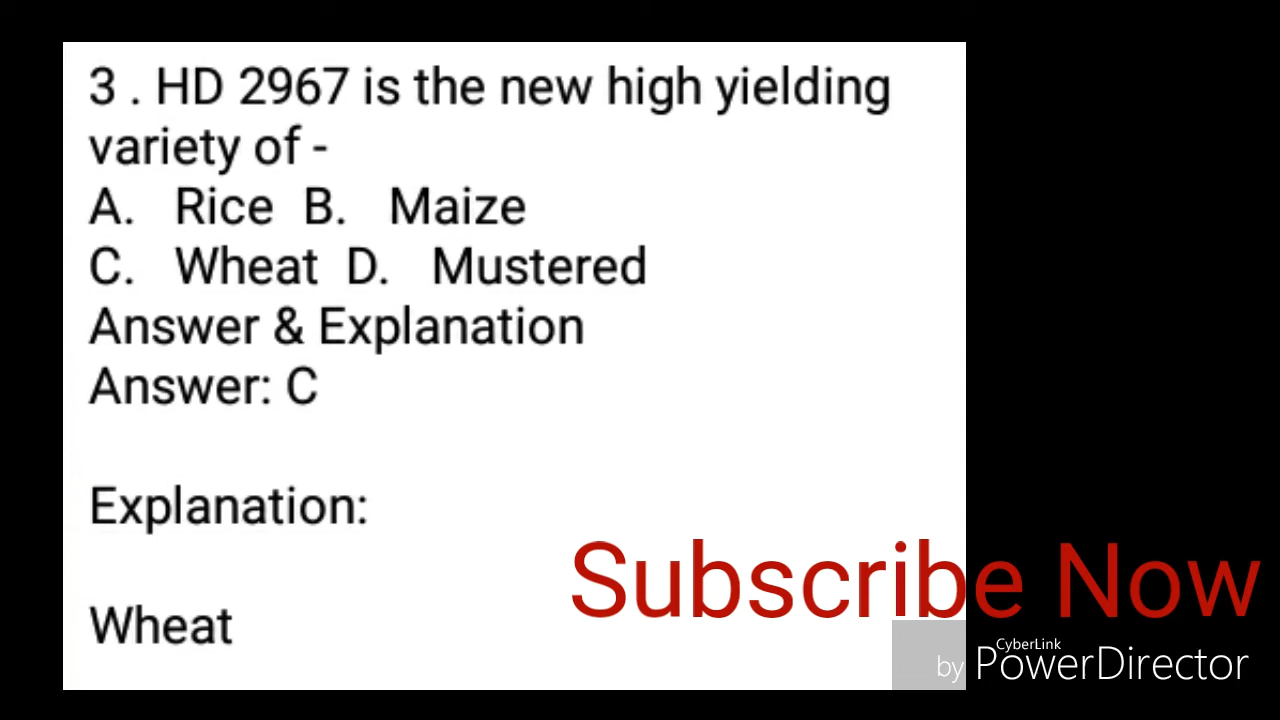 3 . HD 2967 is the new high yielding
variety of -
A. Rice B. Maize
C. Wheat D. Mustered
Answer & Explanation
Answer: C
Explanation:
Subscribe Now
Wheat
CyberLink
by PowerDirector